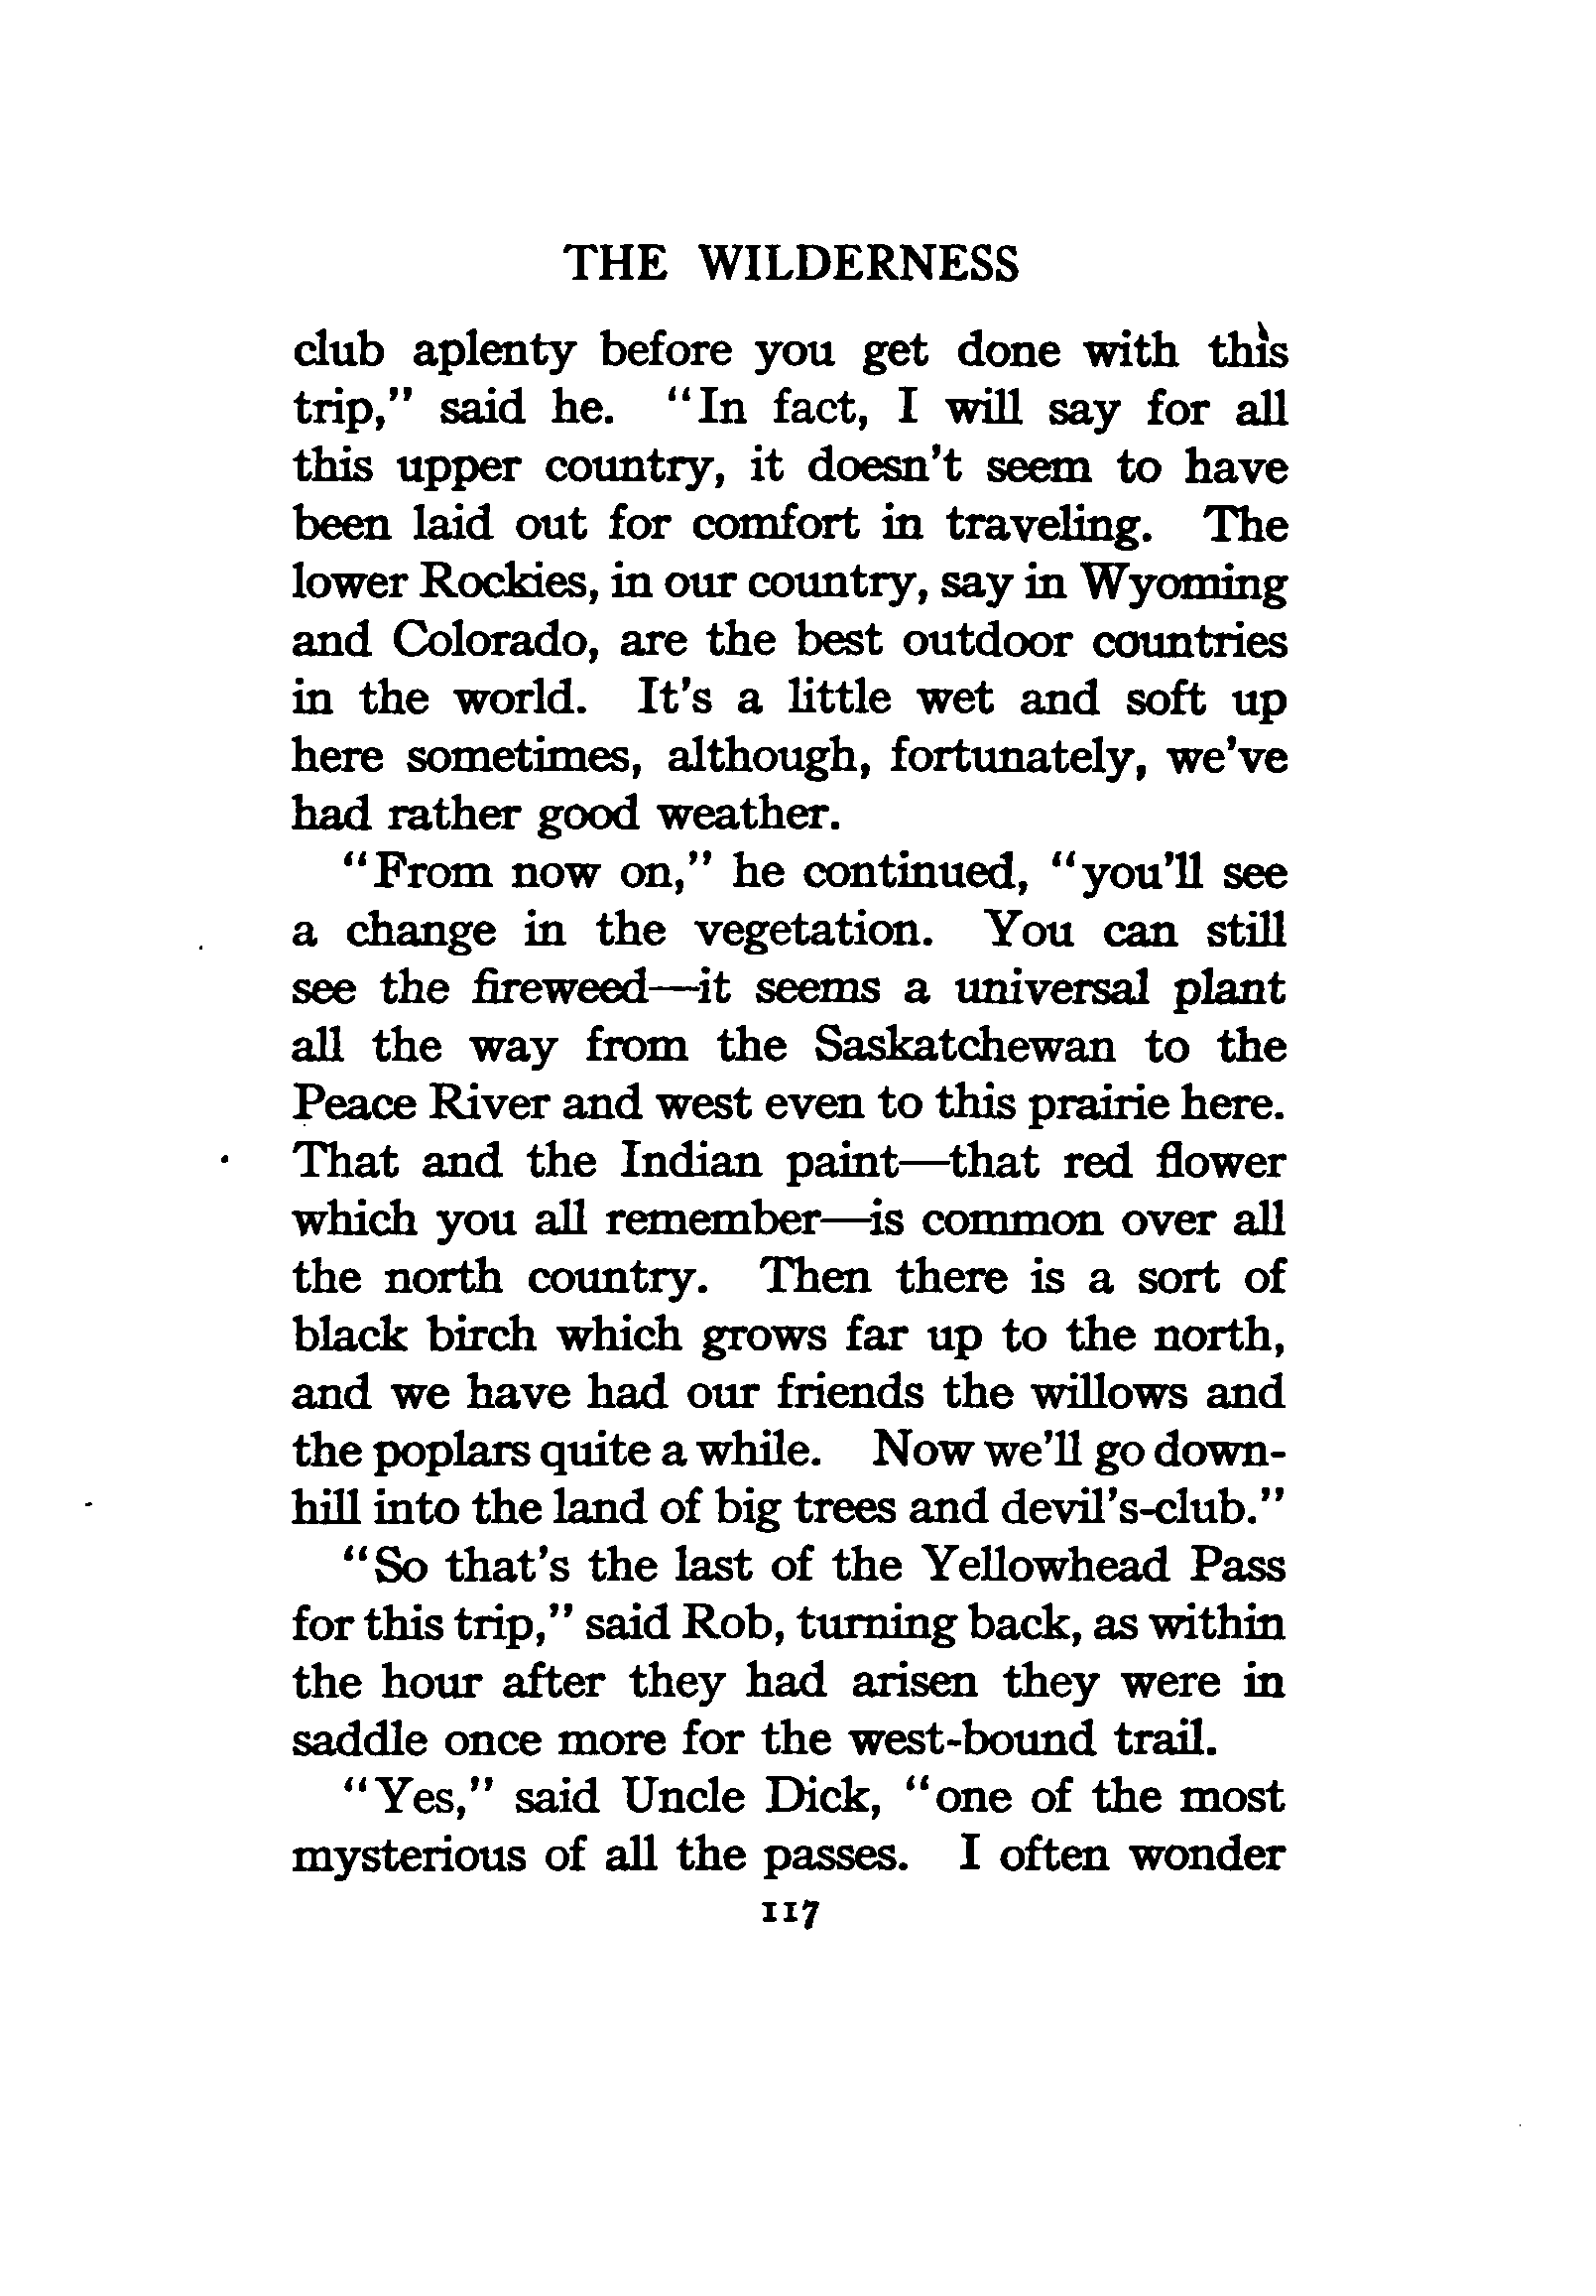 THE WILDERNESS
club aplenty before you get done with this
trip,” said he. “In fact, I will say for all
this upper country, it doesn't seem to have
been laid out for comfort in traveling. The
lower Rockies, in our country, say in Wyoming
and Colorado, are the best outdoor countries
in the world. It's a little wet and soft up
here sometimes, although, fortunately, we've
had rather good weather.
“From now on,” he continued, “you'll see
a change in the vegetation. You can still
see the fireweed—it seems a universal plant
all the way from the Saskatchewan to the
Peace River and west even to this prairie here.
That and the Indian paint—that red flower
which you all remember—is common over all
the north country. Then there is a sort of
black birch which grows far up to the north,
and we have had our friends the willows and
the poplars quite a while. Now we'll go down-
hill into the land of big trees and devil's-club.”
“So that's the last of the Yellowhead Pass
for this trip,” said Rob, turning back, as within
the hour after they had arisen they were in
saddle once more for the west-bound trail.
“Yes,” said Uncle Dick, “one of the most
mysterious of all the passes. I often wonder
117